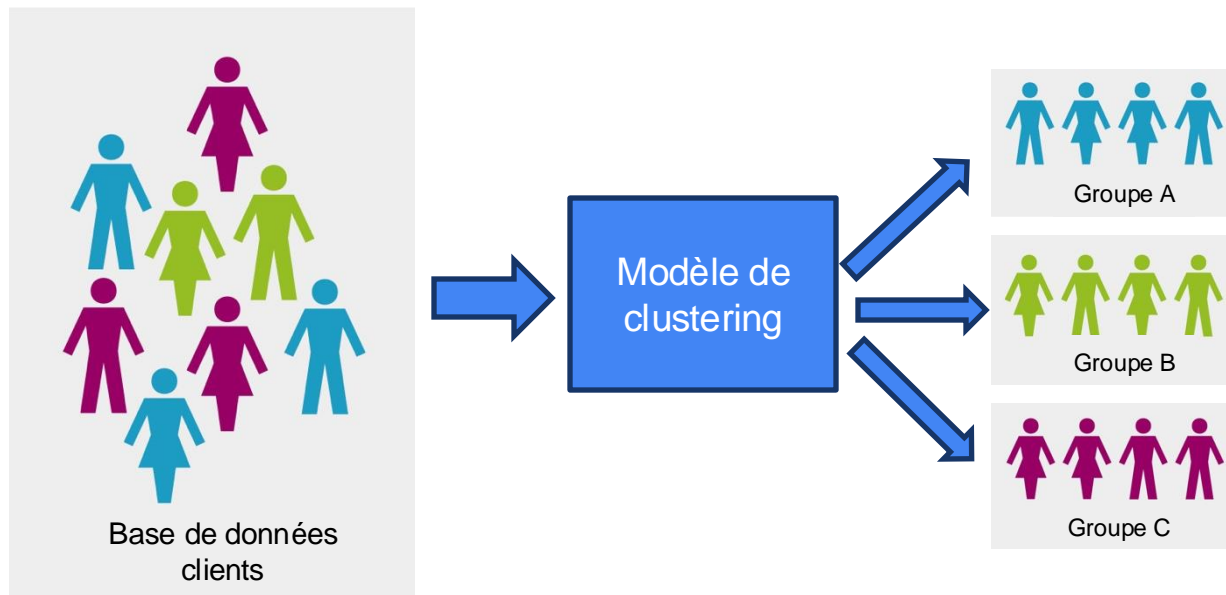 Base de données
clients
Modèle de
clustering
Groupe A
Groupe B
Groupe C